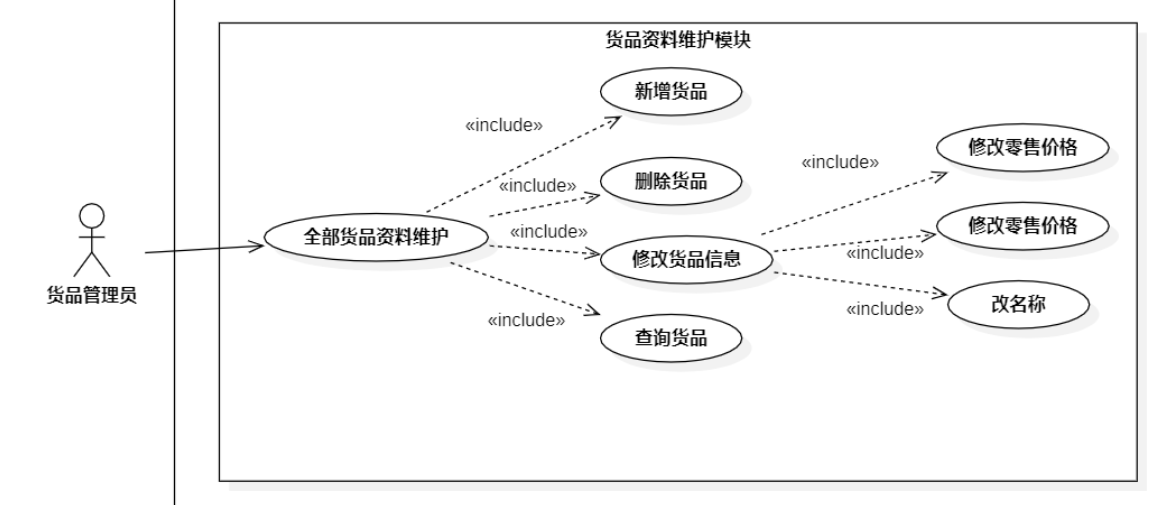 货品资料维护模块
新增货品
«include»
«include»
修改零售价格
«include»
删除货品
全部货品资料维护
«include»
修改货品信息
修改零售价格
«include»
货品管理员
改名称
«include»
«include»
查询货品